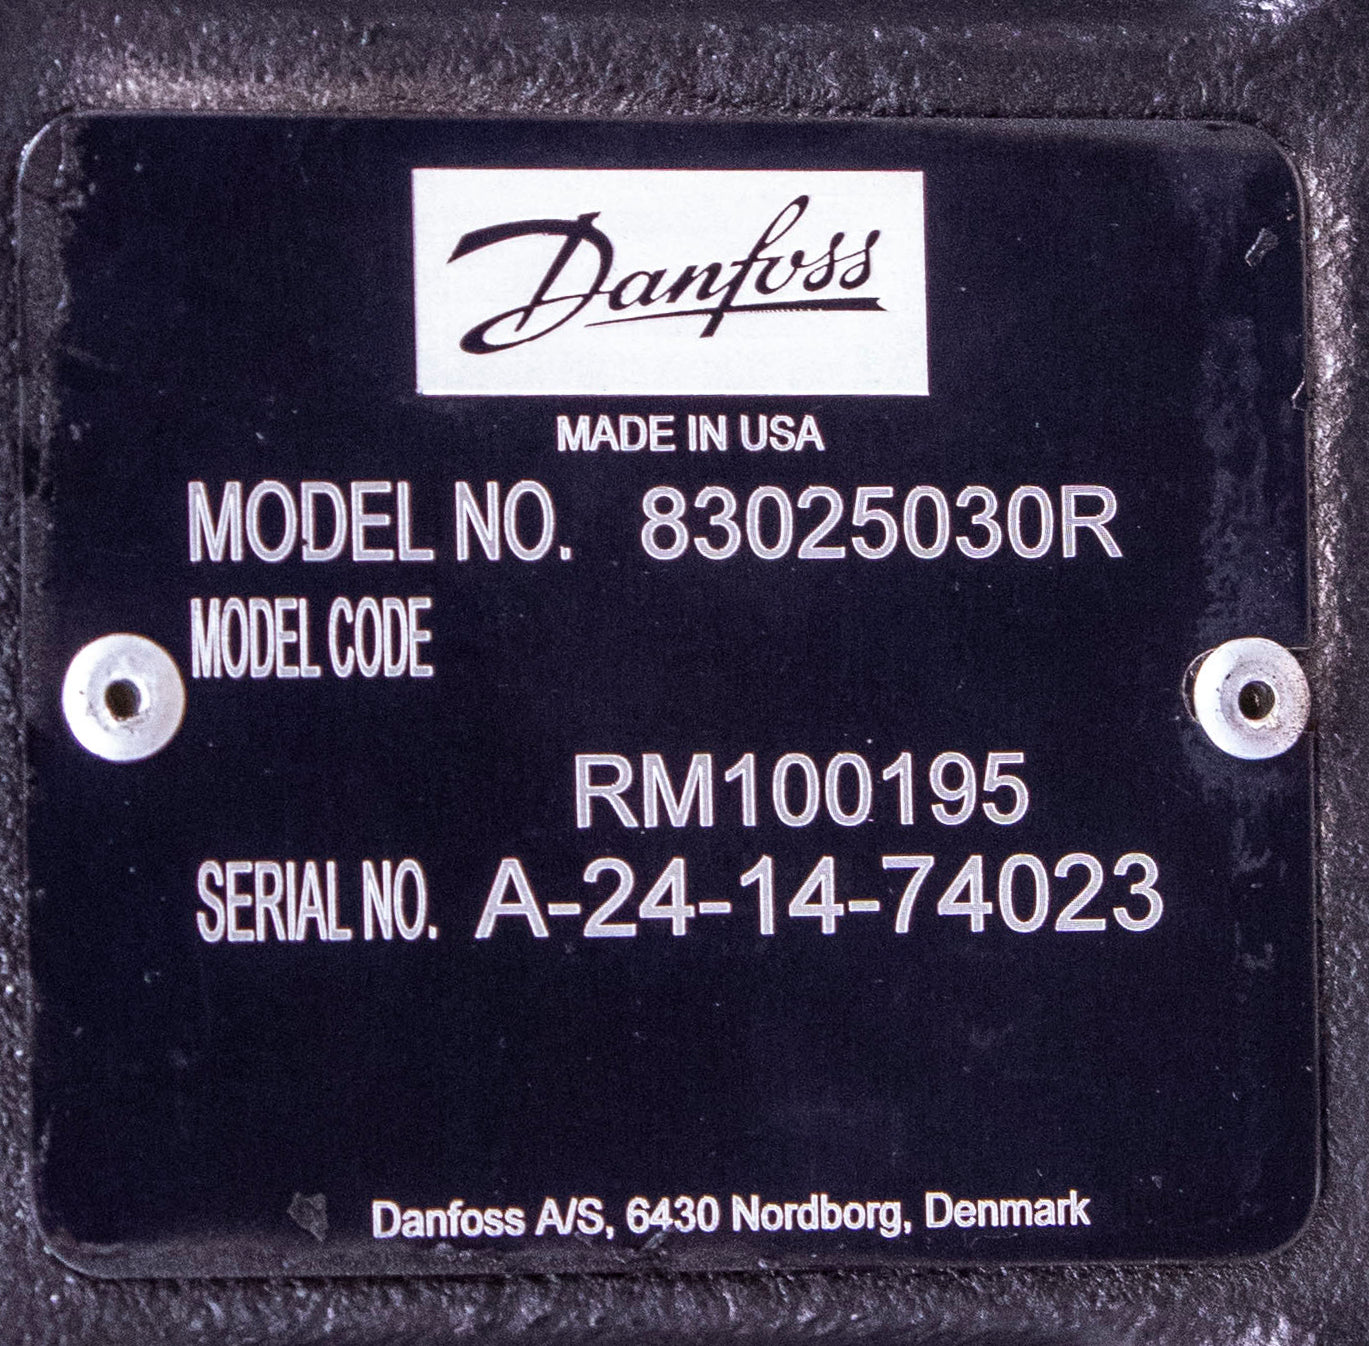 Danfoss
MADE IN USA
MODEL NO. 83025030R
MODEL CODE
RM100195
SERIAL NO. A-24-14-74023
Danfoss A/S, 6430 Nordborg, Denmark